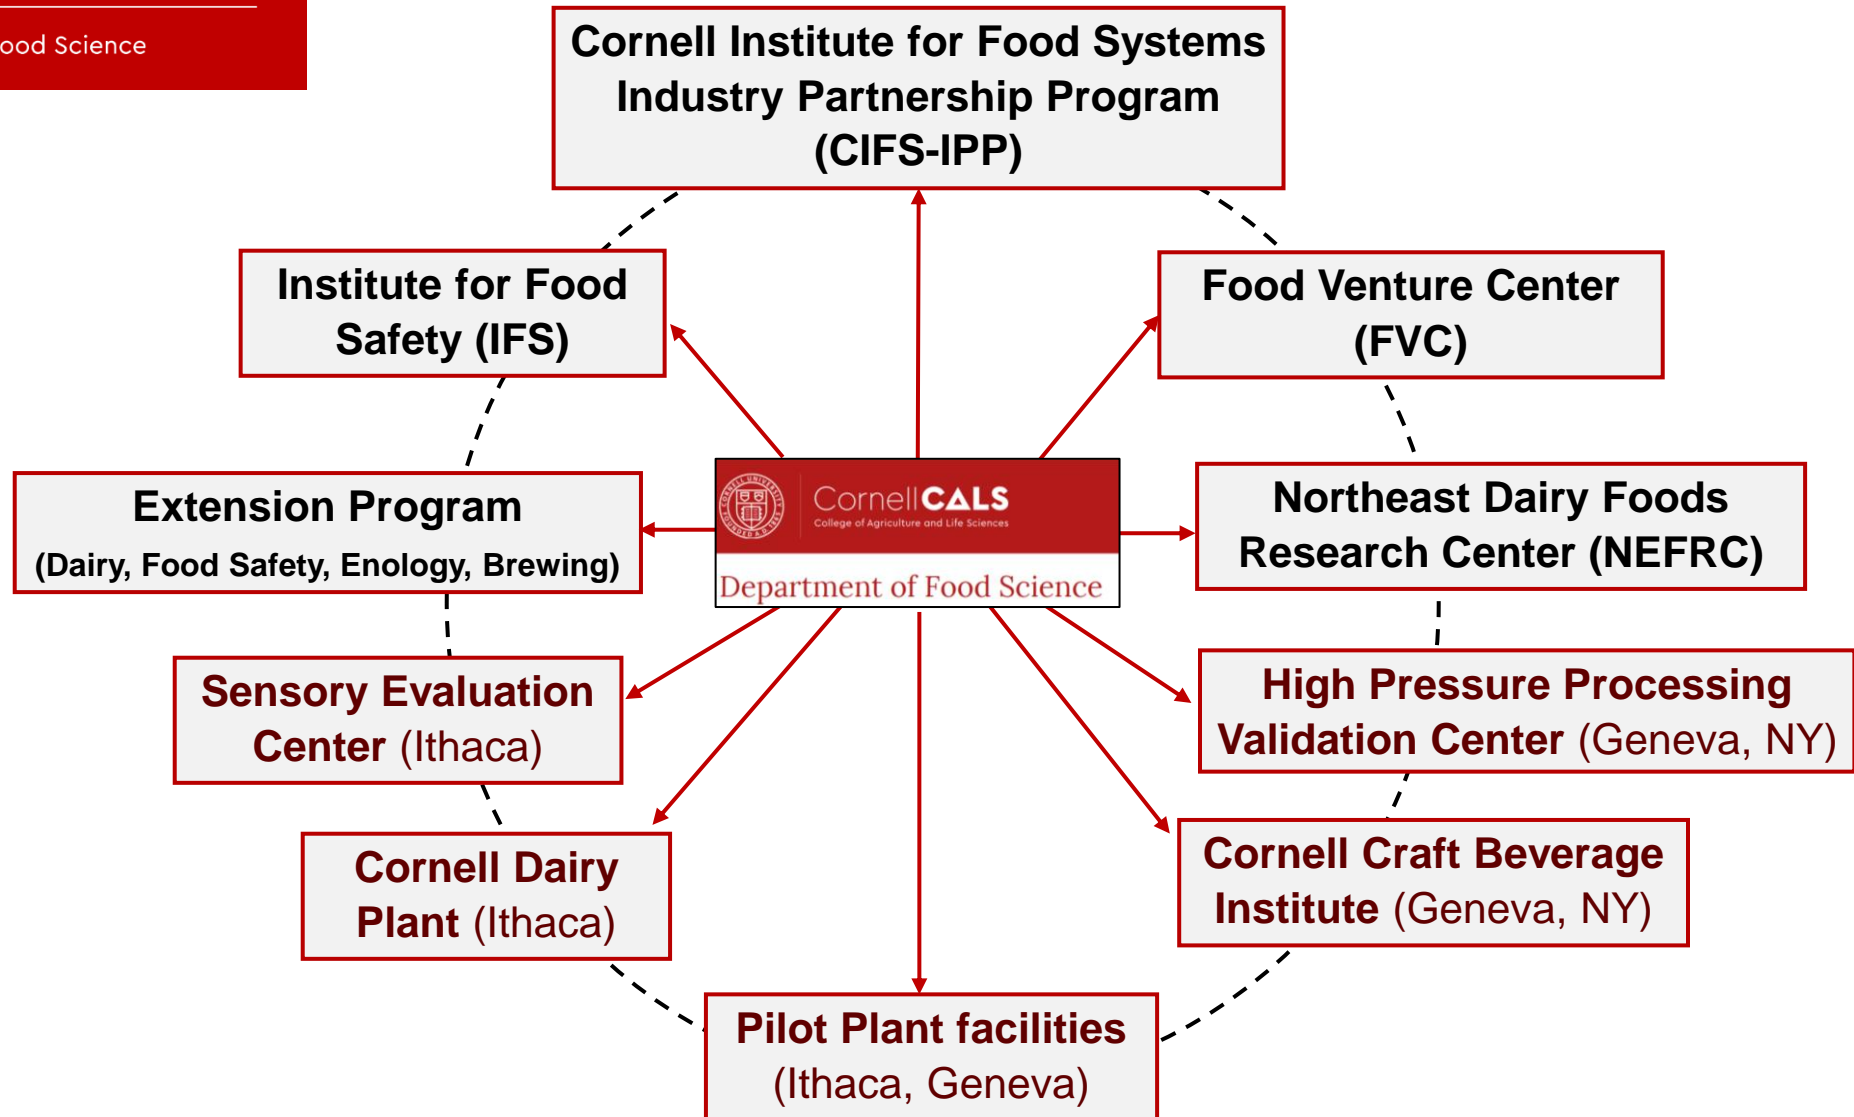 ood Science
Cornell Institute for Food Systems
Industry Partnership Program
(CIFS-IPP)
Institute for Food
Safety (IFS)
Food Venture Center
(FVC)
Extension Program
(Dairy, Food Safety, Enology, Brewing)
CornellCALS
College of Agriculture and Life Sciences
Department of Food Science
Northeast Dairy Foods
Research Center (NEFRC)
Sensory Evaluation
Center (Ithaca)
High Pressure Processing
Validation Center (Geneva, NY)
Cornell Dairy
Plant (Ithaca)
Cornell Craft Beverage
Institute (Geneva, NY)
Pilot Plant facilities
(Ithaca, Geneva)